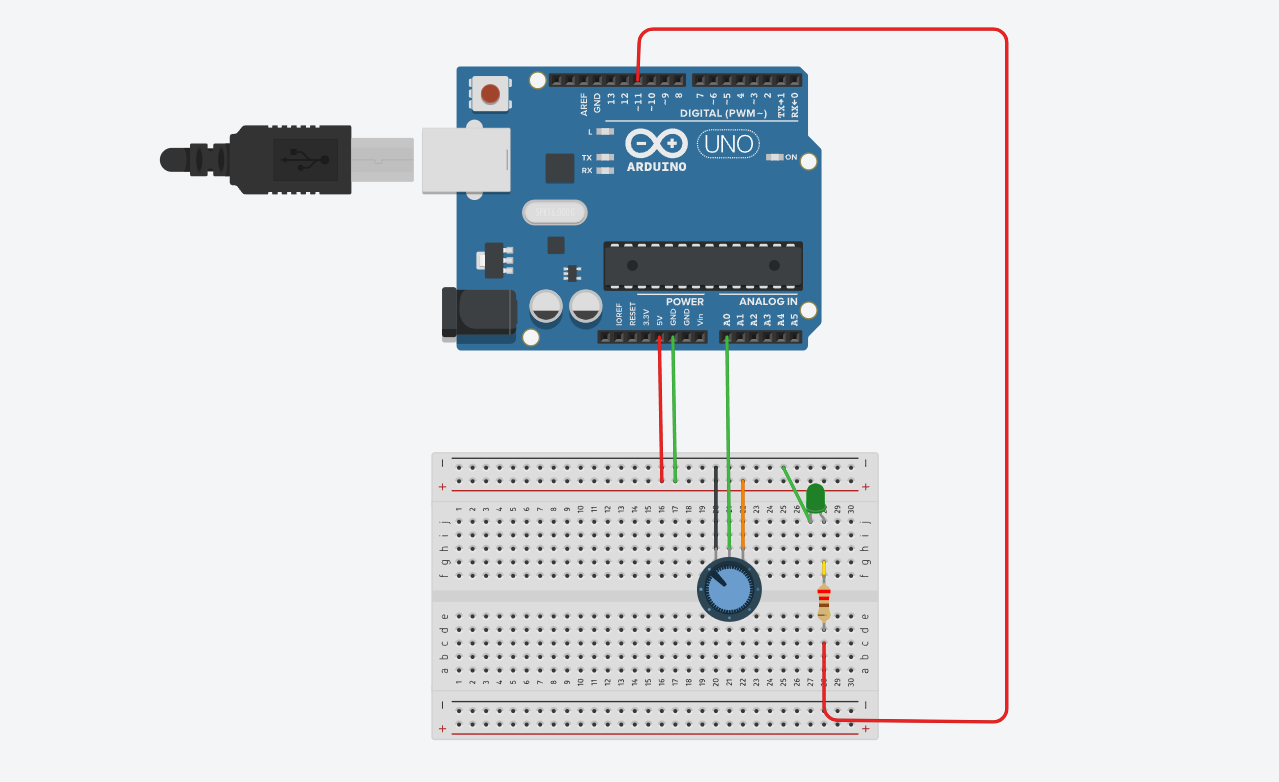 AREF
GND
13
12
~11
~10
~9
8
7
~6
~5
4
~3
2
TX→1
RX←0
DIGITAL (PWM~)
L
TX
RX
ARDUINO
UNO
ON
POWER
ANALOG IN
IOREF
RESET
3.3V
5V
GND
GND
Vin
A0
A1
A2
A3
A4
A5
− −
+ +
1 2 3 4 5 6 7 8 9 10 11 12 13 14 15 16 17 18 19 20 21 22 23 24 25 26 27 28 29 30
j j
i i
h h
g g
f f
e e
d d
c c
b b
a a
1 2 3 4 5 6 7 8 9 10 11 12 13 14 15 16 17 18 19 20 21 22 23 24 25 26 27 28 29 30
− −
+ +